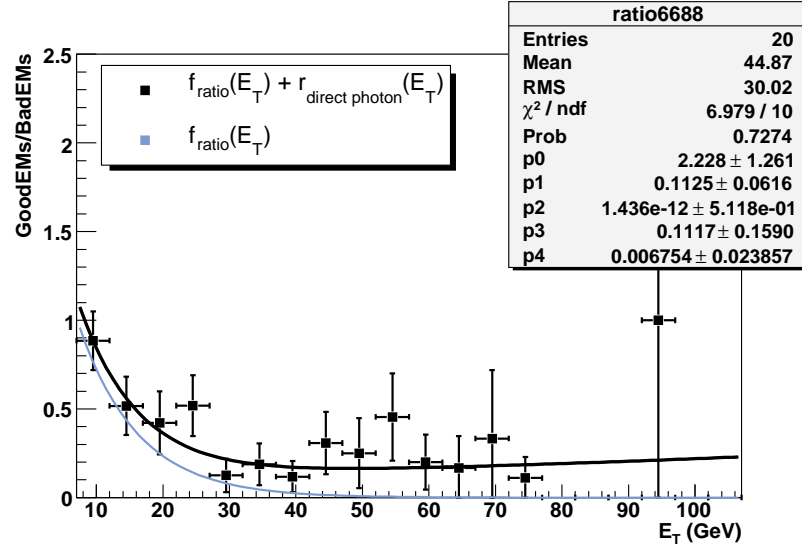 ratio6688
Entries 20
Mean 44.87
RMS 30.02
χ² / ndf 6.979 / 10
Prob 0.7274
p0 2.228 ± 1.261
p1 0.1125 ± 0.0616
p2 1.436e-12 ± 5.118e-01
p3 0.1117 ± 0.1590
p4 0.006754 ± 0.023857
f_ratio(E_T) + r_direct photon(E_T)
f_ratio(E_T)
GoodEMs/BadEMs
2.5
2
1.5
1
0.5
0
10 20 30 40 50 60 70 80 90 100
E_T (GeV)